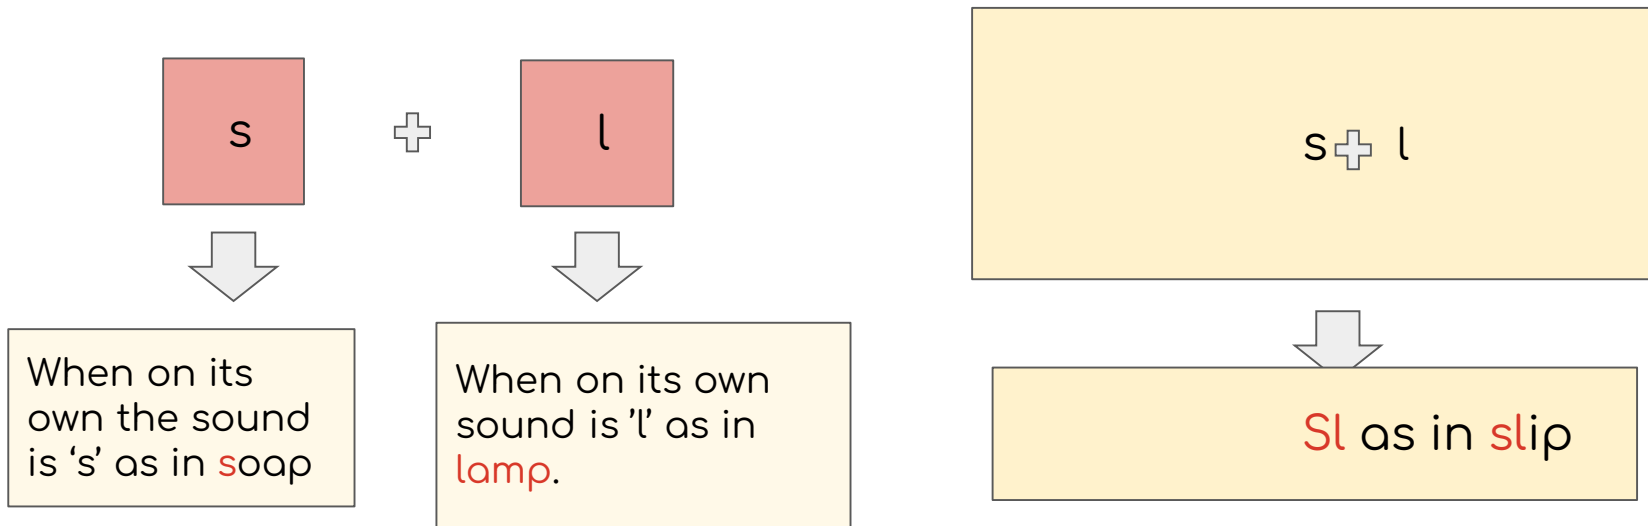 s
l
When on its
own the sound
is ‘s’ as in soap
When on its own
sound is ’l’ as in
lamp.
s l
Sl as in slip